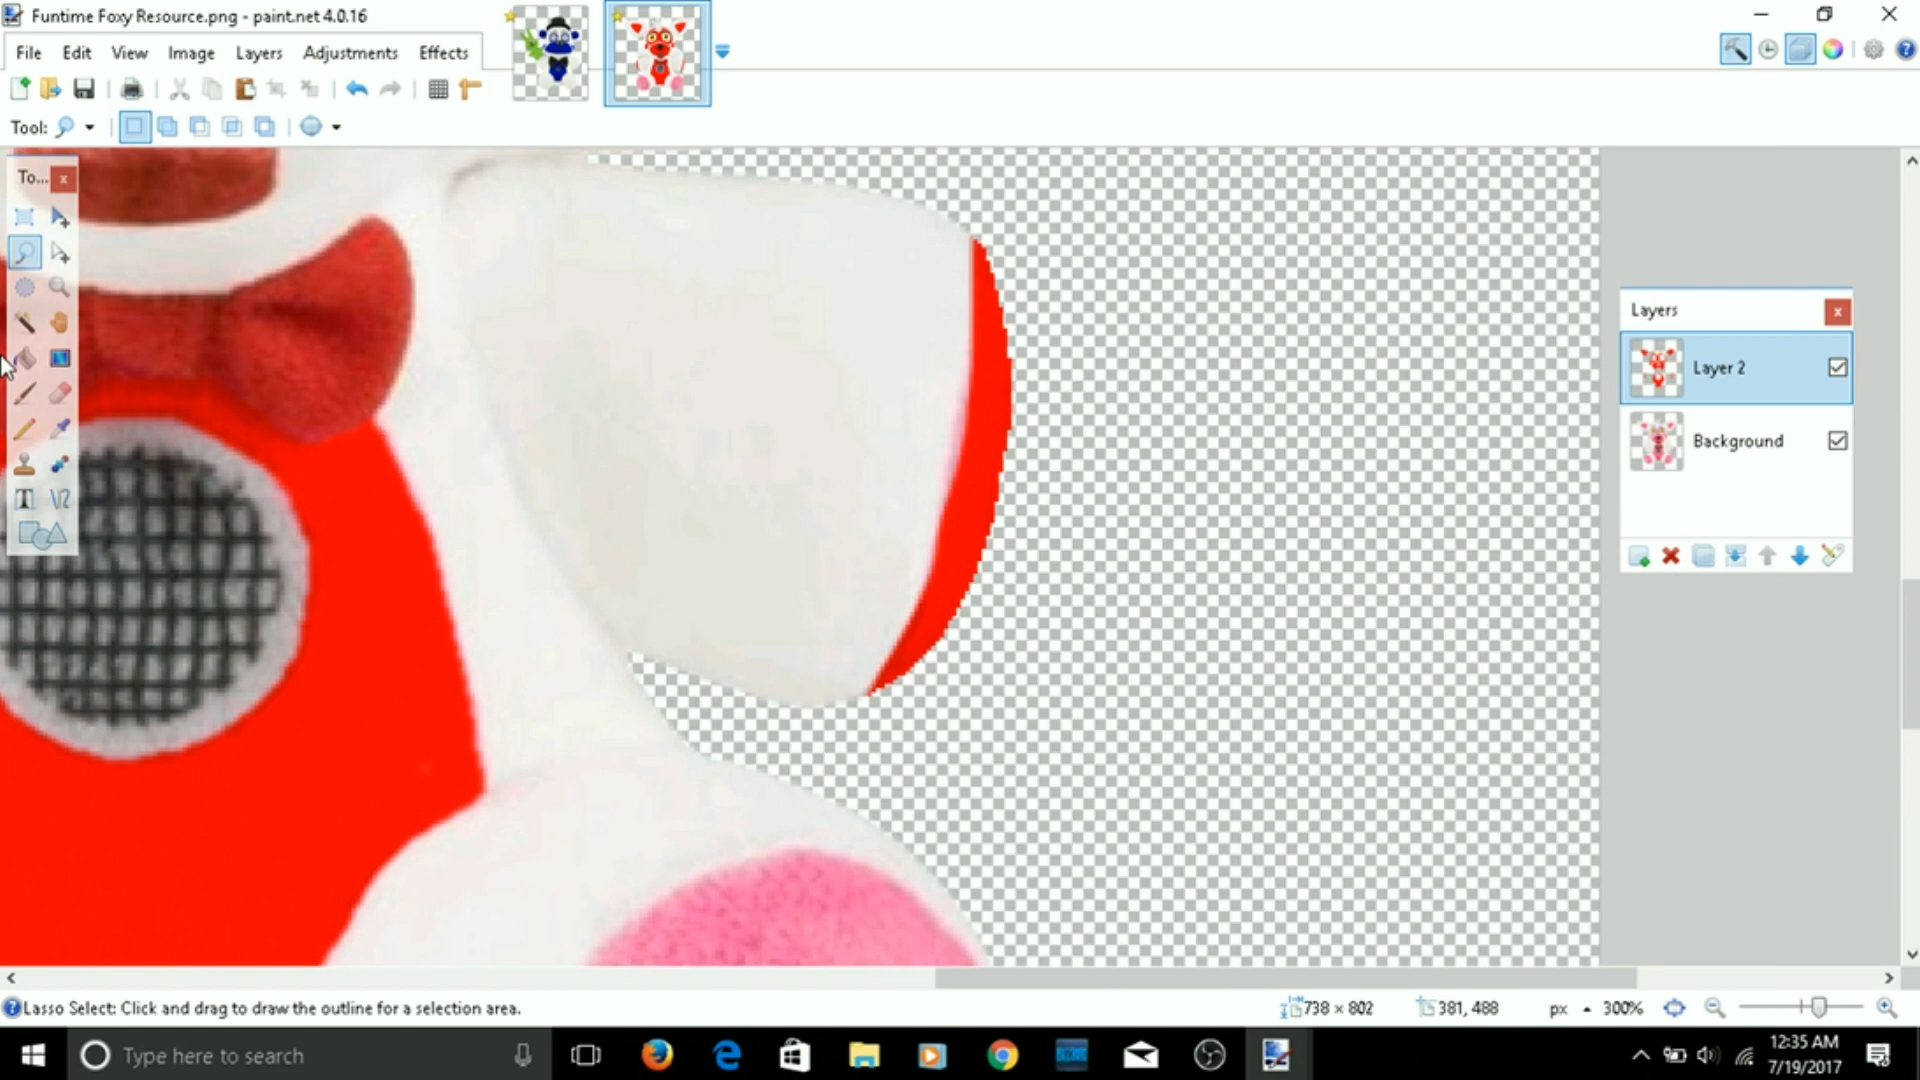 Funtime Foxy Resource.png - paint.net 4.0.16
File Edit View Image Layers Adjustments Effects
Tool:
To...
Layers
Layer 2
Background
Lasso Select: Click and drag to draw the outline for a selection area.
738 × 802
381, 488
px
300%
Type here to search
12:35 AM
7/19/2017